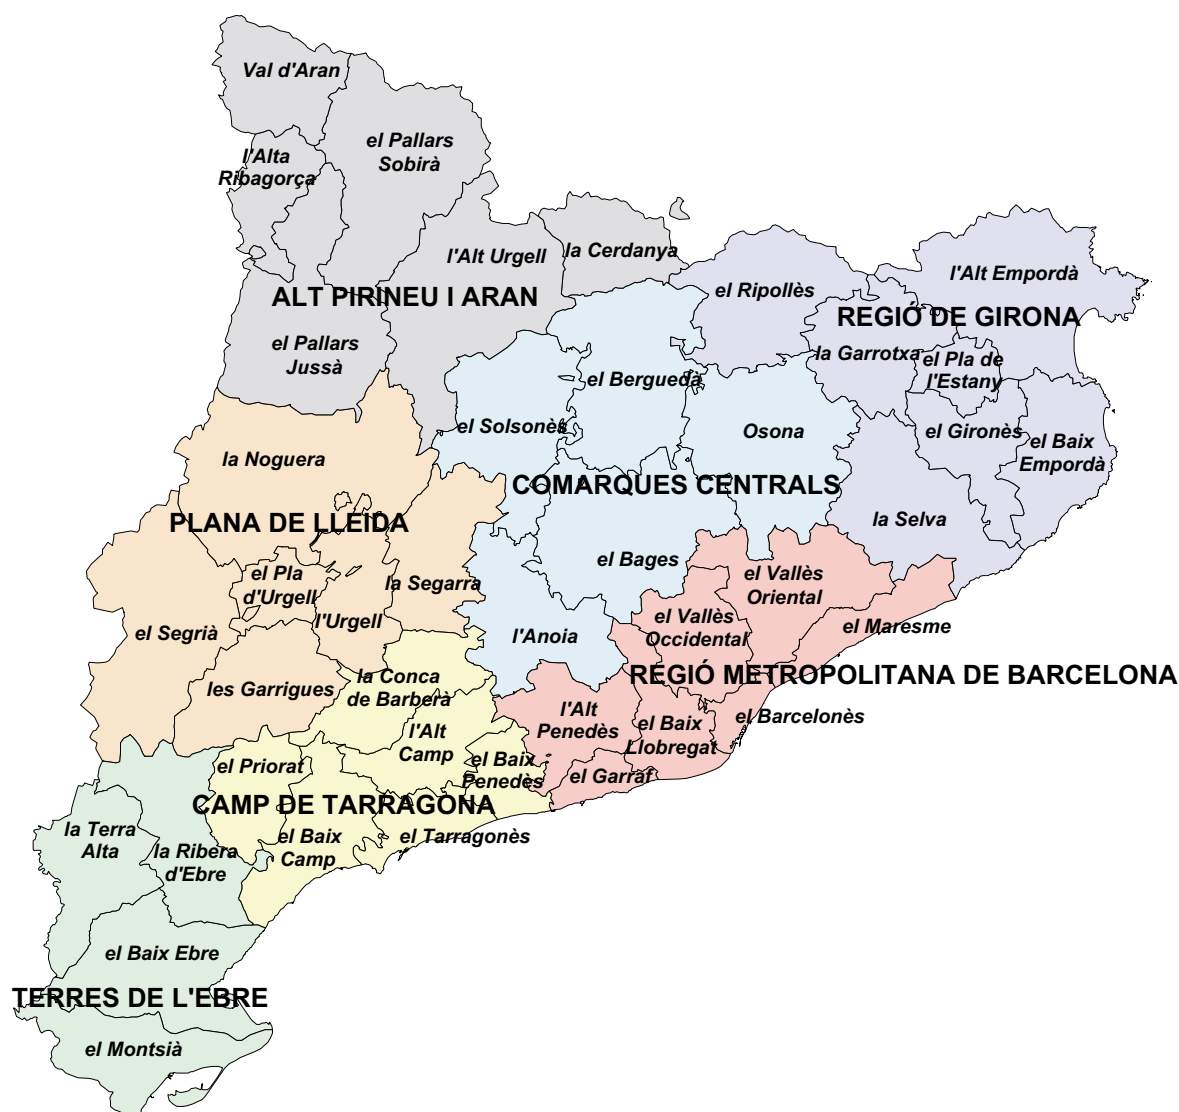 Val d'Aran
el Pallars
Sobirà
l'Alta
Ribagorça
l'Alt Urgell
la Cerdanya
ALT PIRINEU I ARAN
el Pallars
Jussà
el Ripollès
l'Alt Empordà
REGIÓ DE GIRONA
la Garrotxa
el Pla de
l'Estany
el Gironès
el Baix
Empordà
la Selva
el Berguedà
el Solsonès
Osona
COMARQUES CENTRALS
el Bages
l'Anoia
la Noguera
PLANA DE LLEIDA
el Pla
d'Urgell
la Segarra
l'Urgell
el Segrià
les Garrigues
el Vallès
Oriental
el Vallès
Occidental
el Maresme
REGIÓ METROPOLITANA DE BARCELONA
l'Alt
Penedès
el Baix
Llobregat
el Barcelonès
el Garraf
la Conca
de Barberà
l'Alt
Camp
el Baix
Penedès
el Priorat
CAMP DE TARRAGONA
el Baix
Camp
el Tarragonès
la Terra
Alta
la Ribera
d'Ebre
el Baix Ebre
TERRES DE L'EBRE
el Montsià